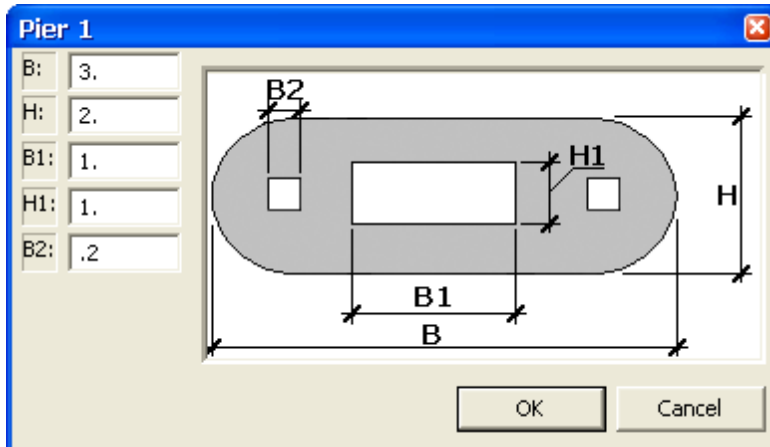 Pier 1
B: 3.
H: 2.
B1: 1.
H1: 1.
B2: .2
B2
H1
H
B1
B
OK Cancel